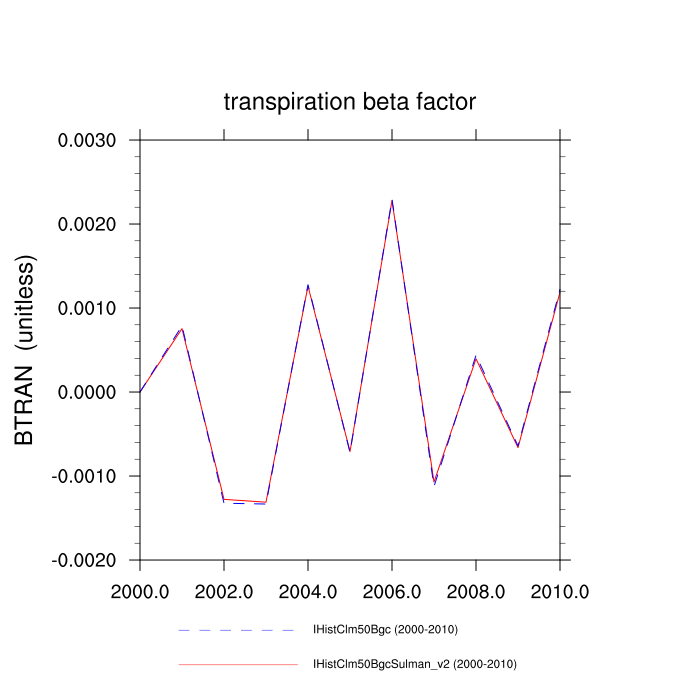 transpiration beta factor
0.0030
0.0020
0.0010
0.0000
-0.0010
-0.0020
BTRAN (unitless)
2000.0 2002.0 2004.0 2006.0 2008.0 2010.0
IHistClm50Bgc (2000-2010)
IHistClm50BgcSulman_v2 (2000-2010)